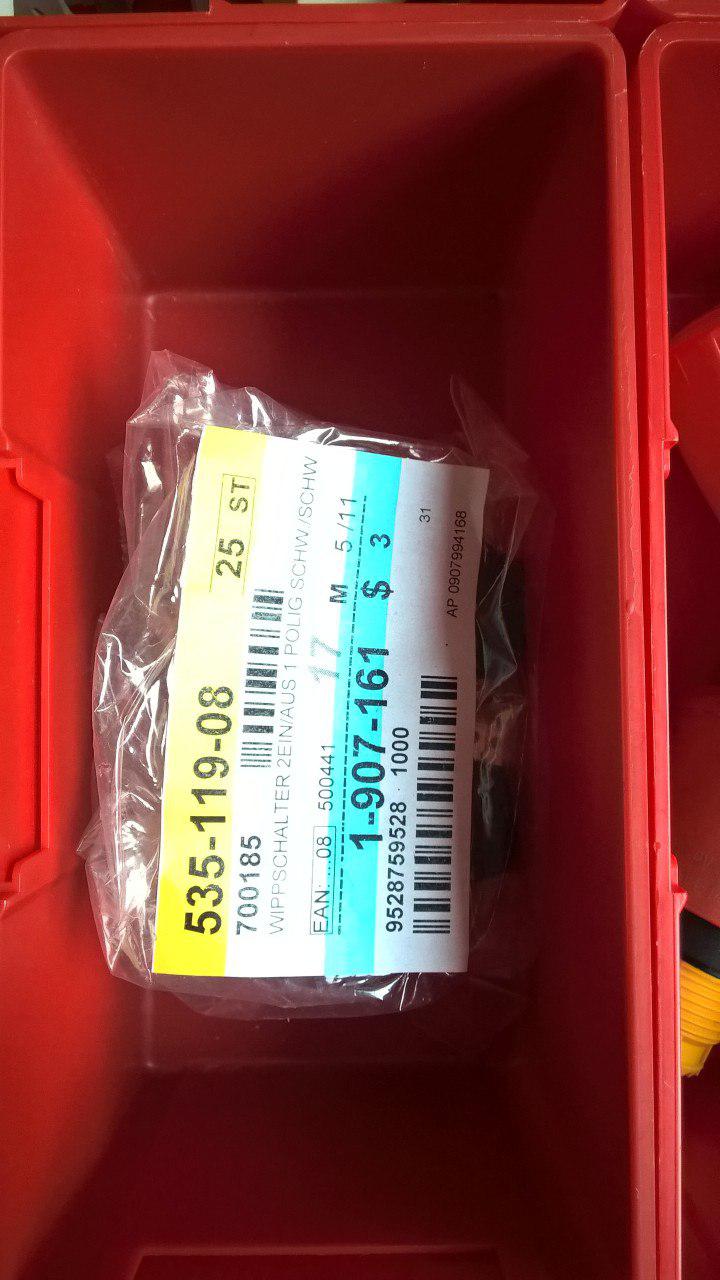 535-119-08 25 ST
700185
WIPPSCHALTER 2EIN/AUS 1 POLIG SCHW/SCHW
17
EAN: ...08 500441 M 5 /11
1-907-161 $ 3
9528759528 1000
31
AP 0907994168